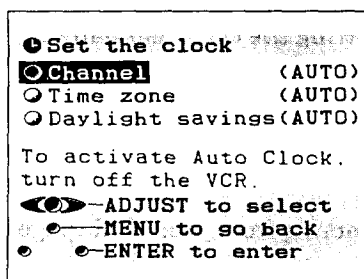 Set the clock
Channel (AUTO)
Time zone (AUTO)
Daylight savings(AUTO)
To activate Auto Clock,
turn off the VCR.
ADJUST to select
MENU to go back
ENTER to enter